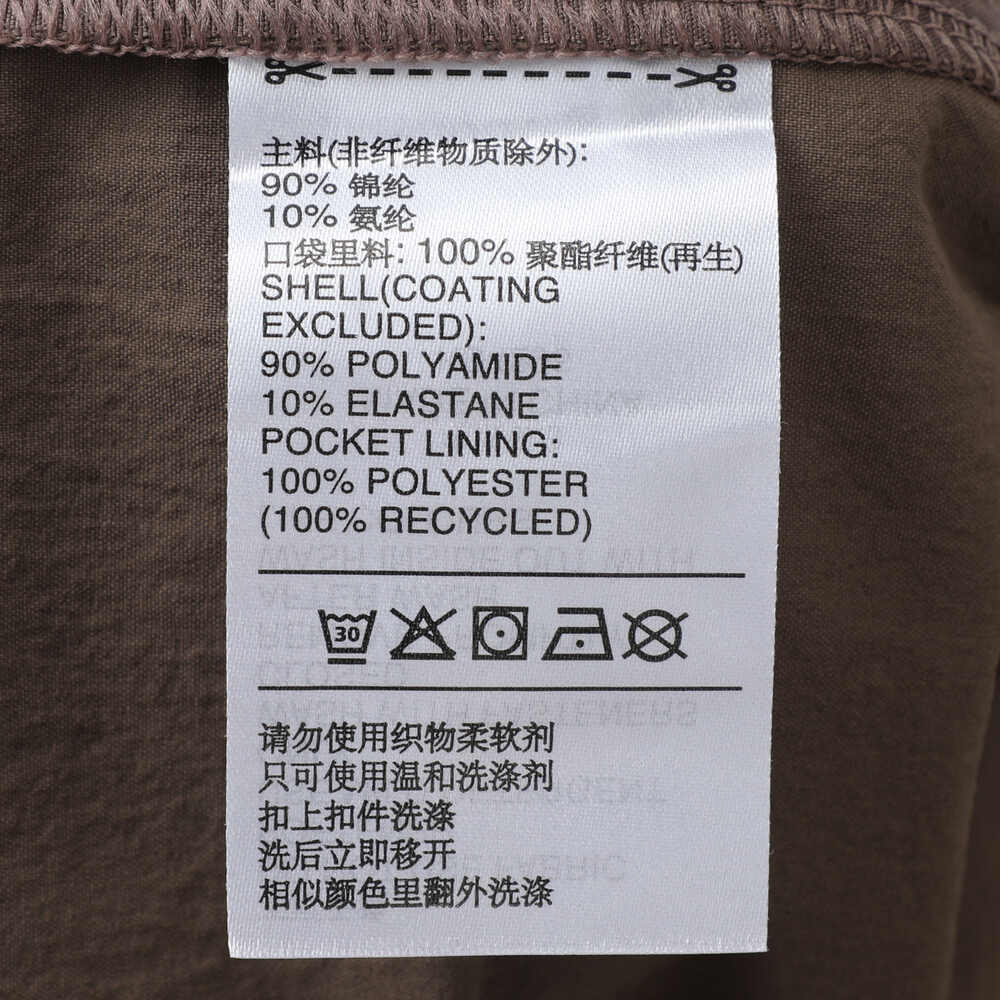 主料(非纤维物质除外):
90% 锦纶
10% 氨纶
口袋里料: 100% 聚酯纤维(再生)
SHELL(COATING
EXCLUDED):
90% POLYAMIDE
10% ELASTANE
POCKET LINING:
100% POLYESTER
(100% RECYCLED)
30
请勿使用织物柔软剂
只可使用温和洗涤剂
扣上扣件洗涤
洗后立即移开
相似颜色里翻外洗涤